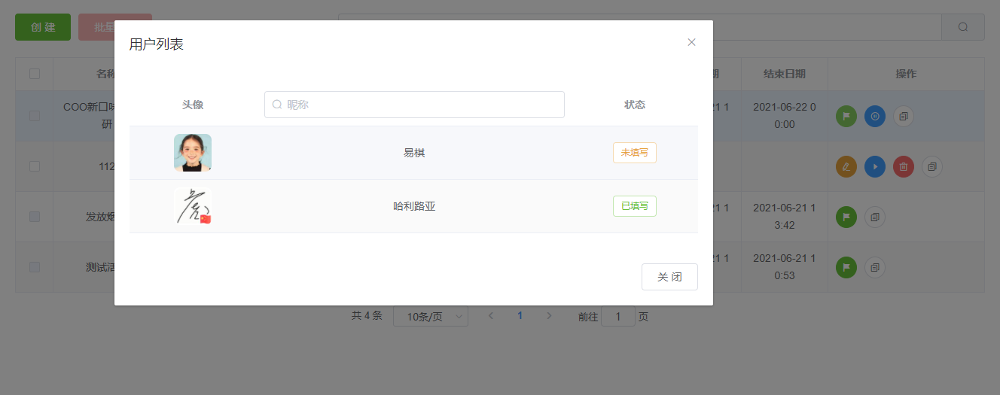 创 建
批量
用户列表
名称
期
结束日期
操作
头像
昵称
状态
COO新口味
研
21 1
2021-06-22 0
0:00
易棋
未填写
112
哈利路亚
已填写
发放烟
21 1
2021-06-21 1
3:42
测试活
21 1
2021-06-21 1
0:53
关 闭
共 4 条
10条/页
1
前往
1
页